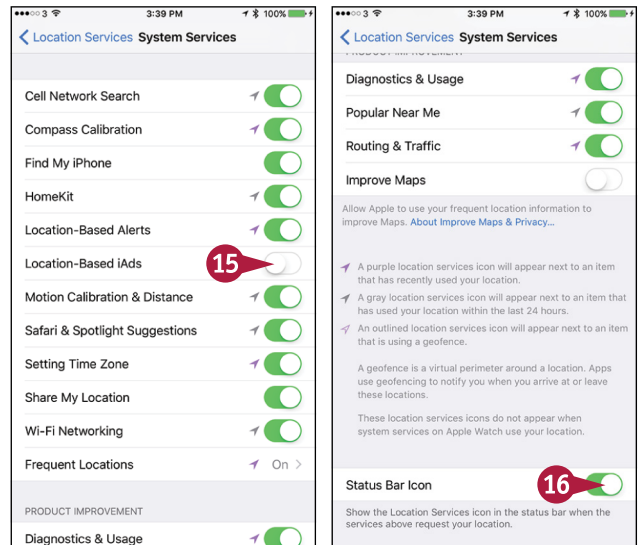 3 3:39 PM 100%
Location Services System Services
Cell Network Search
Compass Calibration
Find My iPhone
HomeKit
Location-Based Alerts
Location-Based iAds 15
Motion Calibration & Distance
Safari & Spotlight Suggestions
Setting Time Zone
Share My Location
Wi-Fi Networking
Frequent Locations On
PRODUCT IMPROVEMENT
Diagnostics & Usage
3 3:39 PM 100%
Location Services System Services
PRODUCT IMPROVEMENT
Diagnostics & Usage
Popular Near Me
Routing & Traffic
Improve Maps
Allow Apple to use your frequent location information to
improve Maps. About Improve Maps & Privacy...
A purple location services icon will appear next to an item
that has recently used your location.
A gray location services icon will appear next to an item that
has used your location within the last 24 hours.
An outlined location services icon will appear next to an item
that is using a geofence.
A geofence is a virtual perimeter around a location. Apps
use geofencing to notify you when you arrive at or leave
these locations.
These location services icons do not appear when
system services on Apple Watch use your location.
Status Bar Icon 16
Show the Location Services icon in the status bar when the
services above request your location.